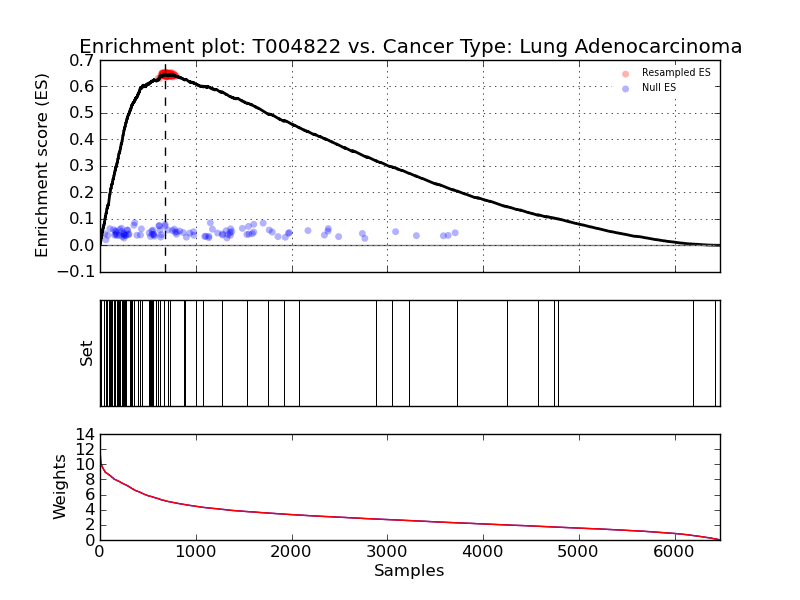 Enrichment plot: T004822 vs. Cancer Type: Lung Adenocarcinoma
Enrichment score (ES)
0.7
0.6
0.5
0.4
0.3
0.2
0.1
0.0
−0.1
Resampled ES
Null ES
Set
Weights
14
12
10
8
6
4
2
0
0 1000 2000 3000 4000 5000 6000
Samples